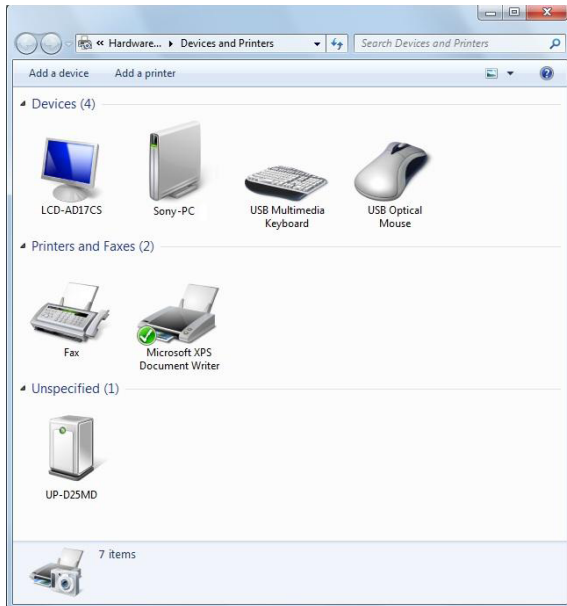 « Hardware... ▸ Devices and Printers
Search Devices and Printers
Add a device Add a printer
Devices (4)
LCD-AD17CS
Sony-PC
USB Multimedia
Keyboard
USB Optical
Mouse
Printers and Faxes (2)
Fax
Microsoft XPS
Document Writer
Unspecified (1)
UP-D25MD
7 items